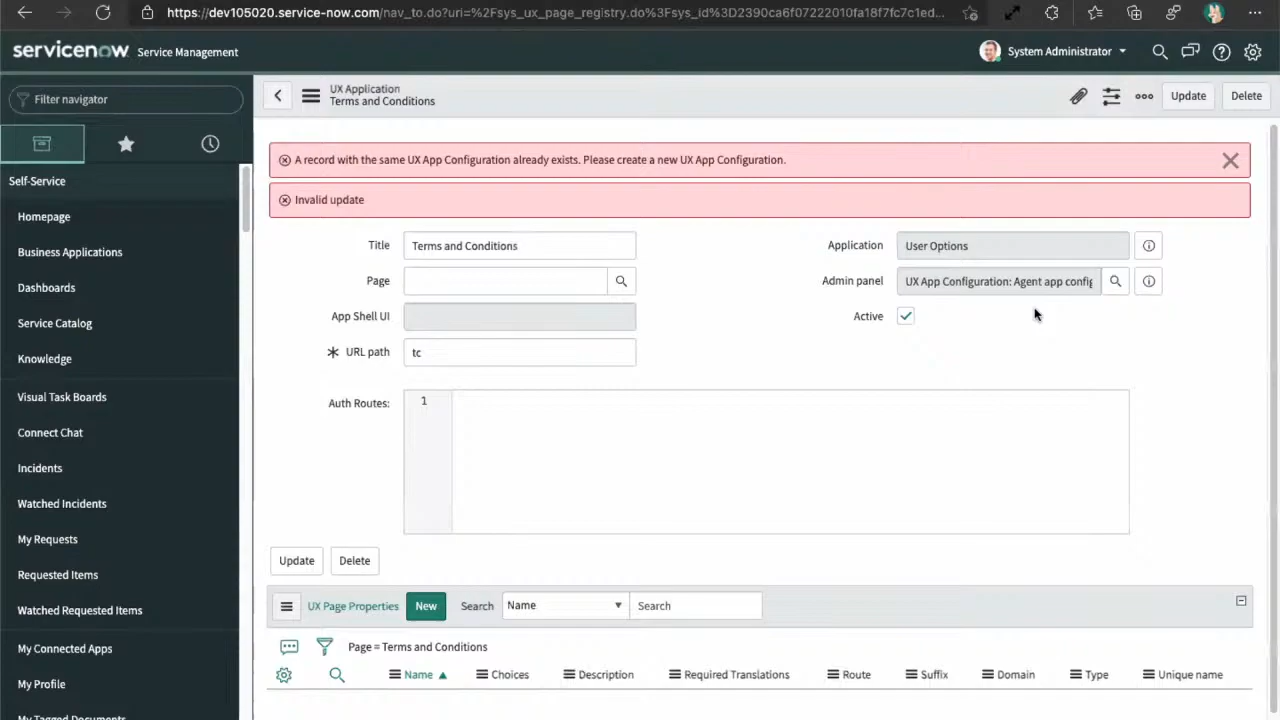 https://dev105020.service-now.com/nav_to.do?uri=%2Fsys_ux_page_registry.do%3Fsys_id%3D2390ca6f07222010fa18f7fc7c1ed...
servicenow Service Management
System Administrator
Filter navigator
Self-Service
Homepage
Business Applications
Dashboards
Service Catalog
Knowledge
Visual Task Boards
Connect Chat
Incidents
Watched Incidents
My Requests
Requested Items
Watched Requested Items
My Connected Apps
My Profile
My Tagged Documents
UX Application
Terms and Conditions
Update
Delete
A record with the same UX App Configuration already exists. Please create a new UX App Configuration.
Invalid update
Title Terms and Conditions
Application User Options
Page
Admin panel UX App Configuration: Agent app config
App Shell UI
Active
URL path tc
Auth Routes: 1
Update Delete
UX Page Properties New Search Name Search
Page = Terms and Conditions
Name Choices Description Required Translations Route Suffix Domain Type Unique name